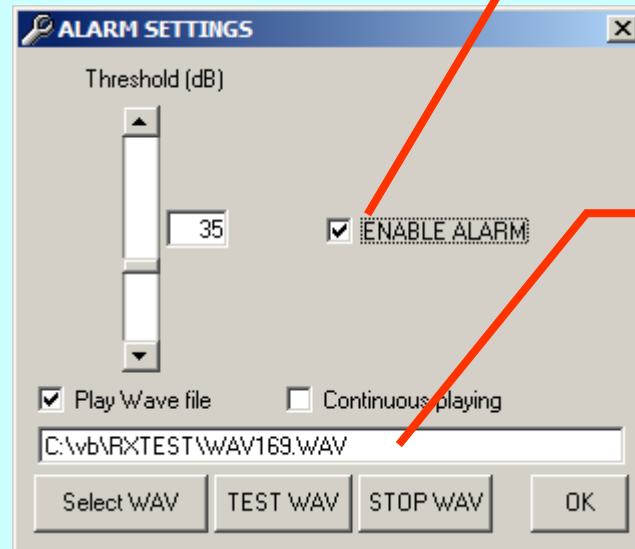 ALARM SETTINGS
Threshold (dB)
35
ENABLE ALARM
Play Wave file
Continuous playing
C:\vb\RXTEST\WAV169.WAV
Select WAV
TEST WAV
STOP WAV
OK